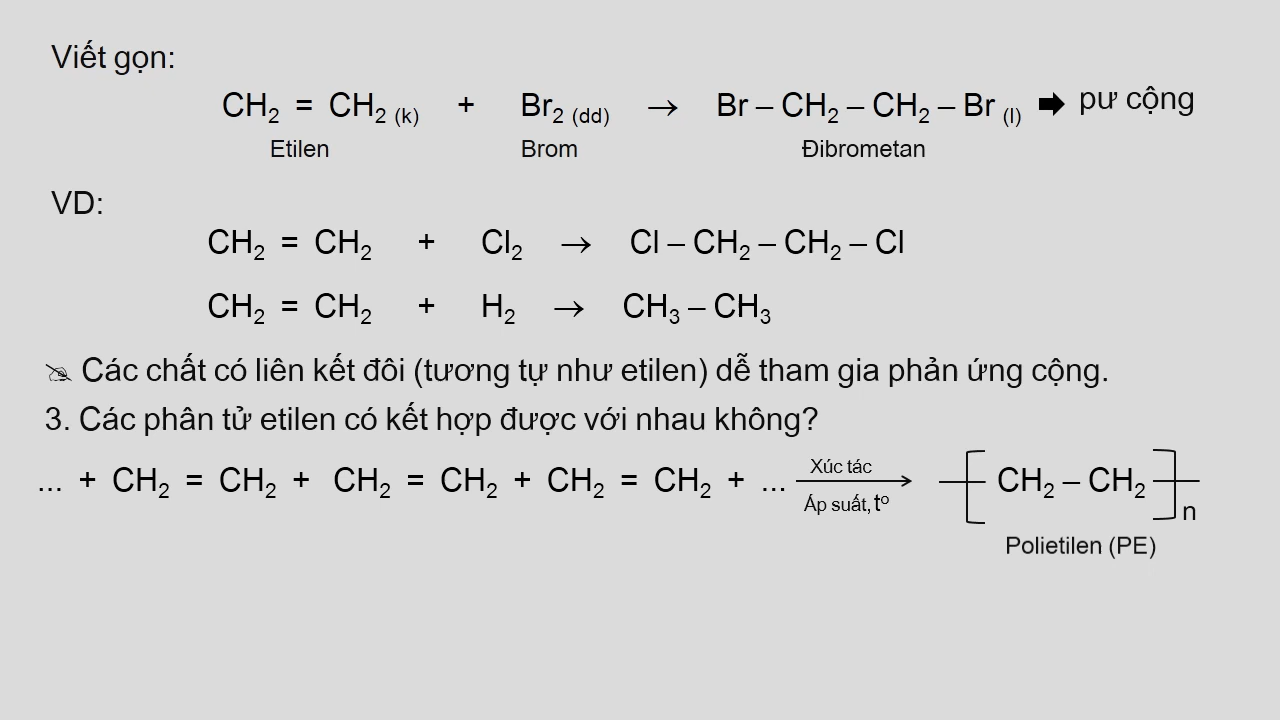 Viết gọn:
CH₂ = CH₂ (k) + Br₂ (dd) → Br – CH₂ – CH₂ – Br (l) 🡆 pư cộng
Etilen Brom Đibrometan
VD:
CH₂ = CH₂ + Cl₂ → Cl – CH₂ – CH₂ – Cl
CH₂ = CH₂ + H₂ → CH₃ – CH₃
✎ Các chất có liên kết đôi (tương tự như etilen) dễ tham gia phản ứng cộng.
3. Các phân tử etilen có kết hợp được với nhau không?
Xúc tác
... + CH₂ = CH₂ + CH₂ = CH₂ + CH₂ = CH₂ + ... → [ CH₂ – CH₂ ]n
Áp suất, tº
Polietilen (PE)